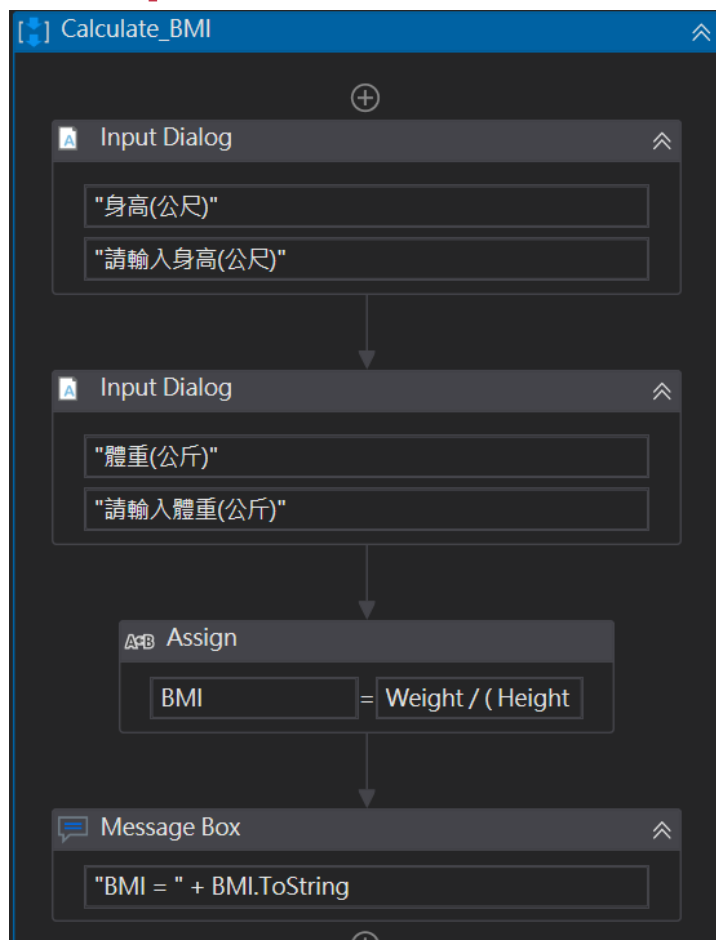 Calculate_BMI
Input Dialog
"身高(公尺)"
"請輸入身高(公尺)"
Input Dialog
"體重(公斤)"
"請輸入體重(公斤)"
A+B Assign
BMI = Weight / ( Height
Message Box
"BMI = " + BMI.ToString